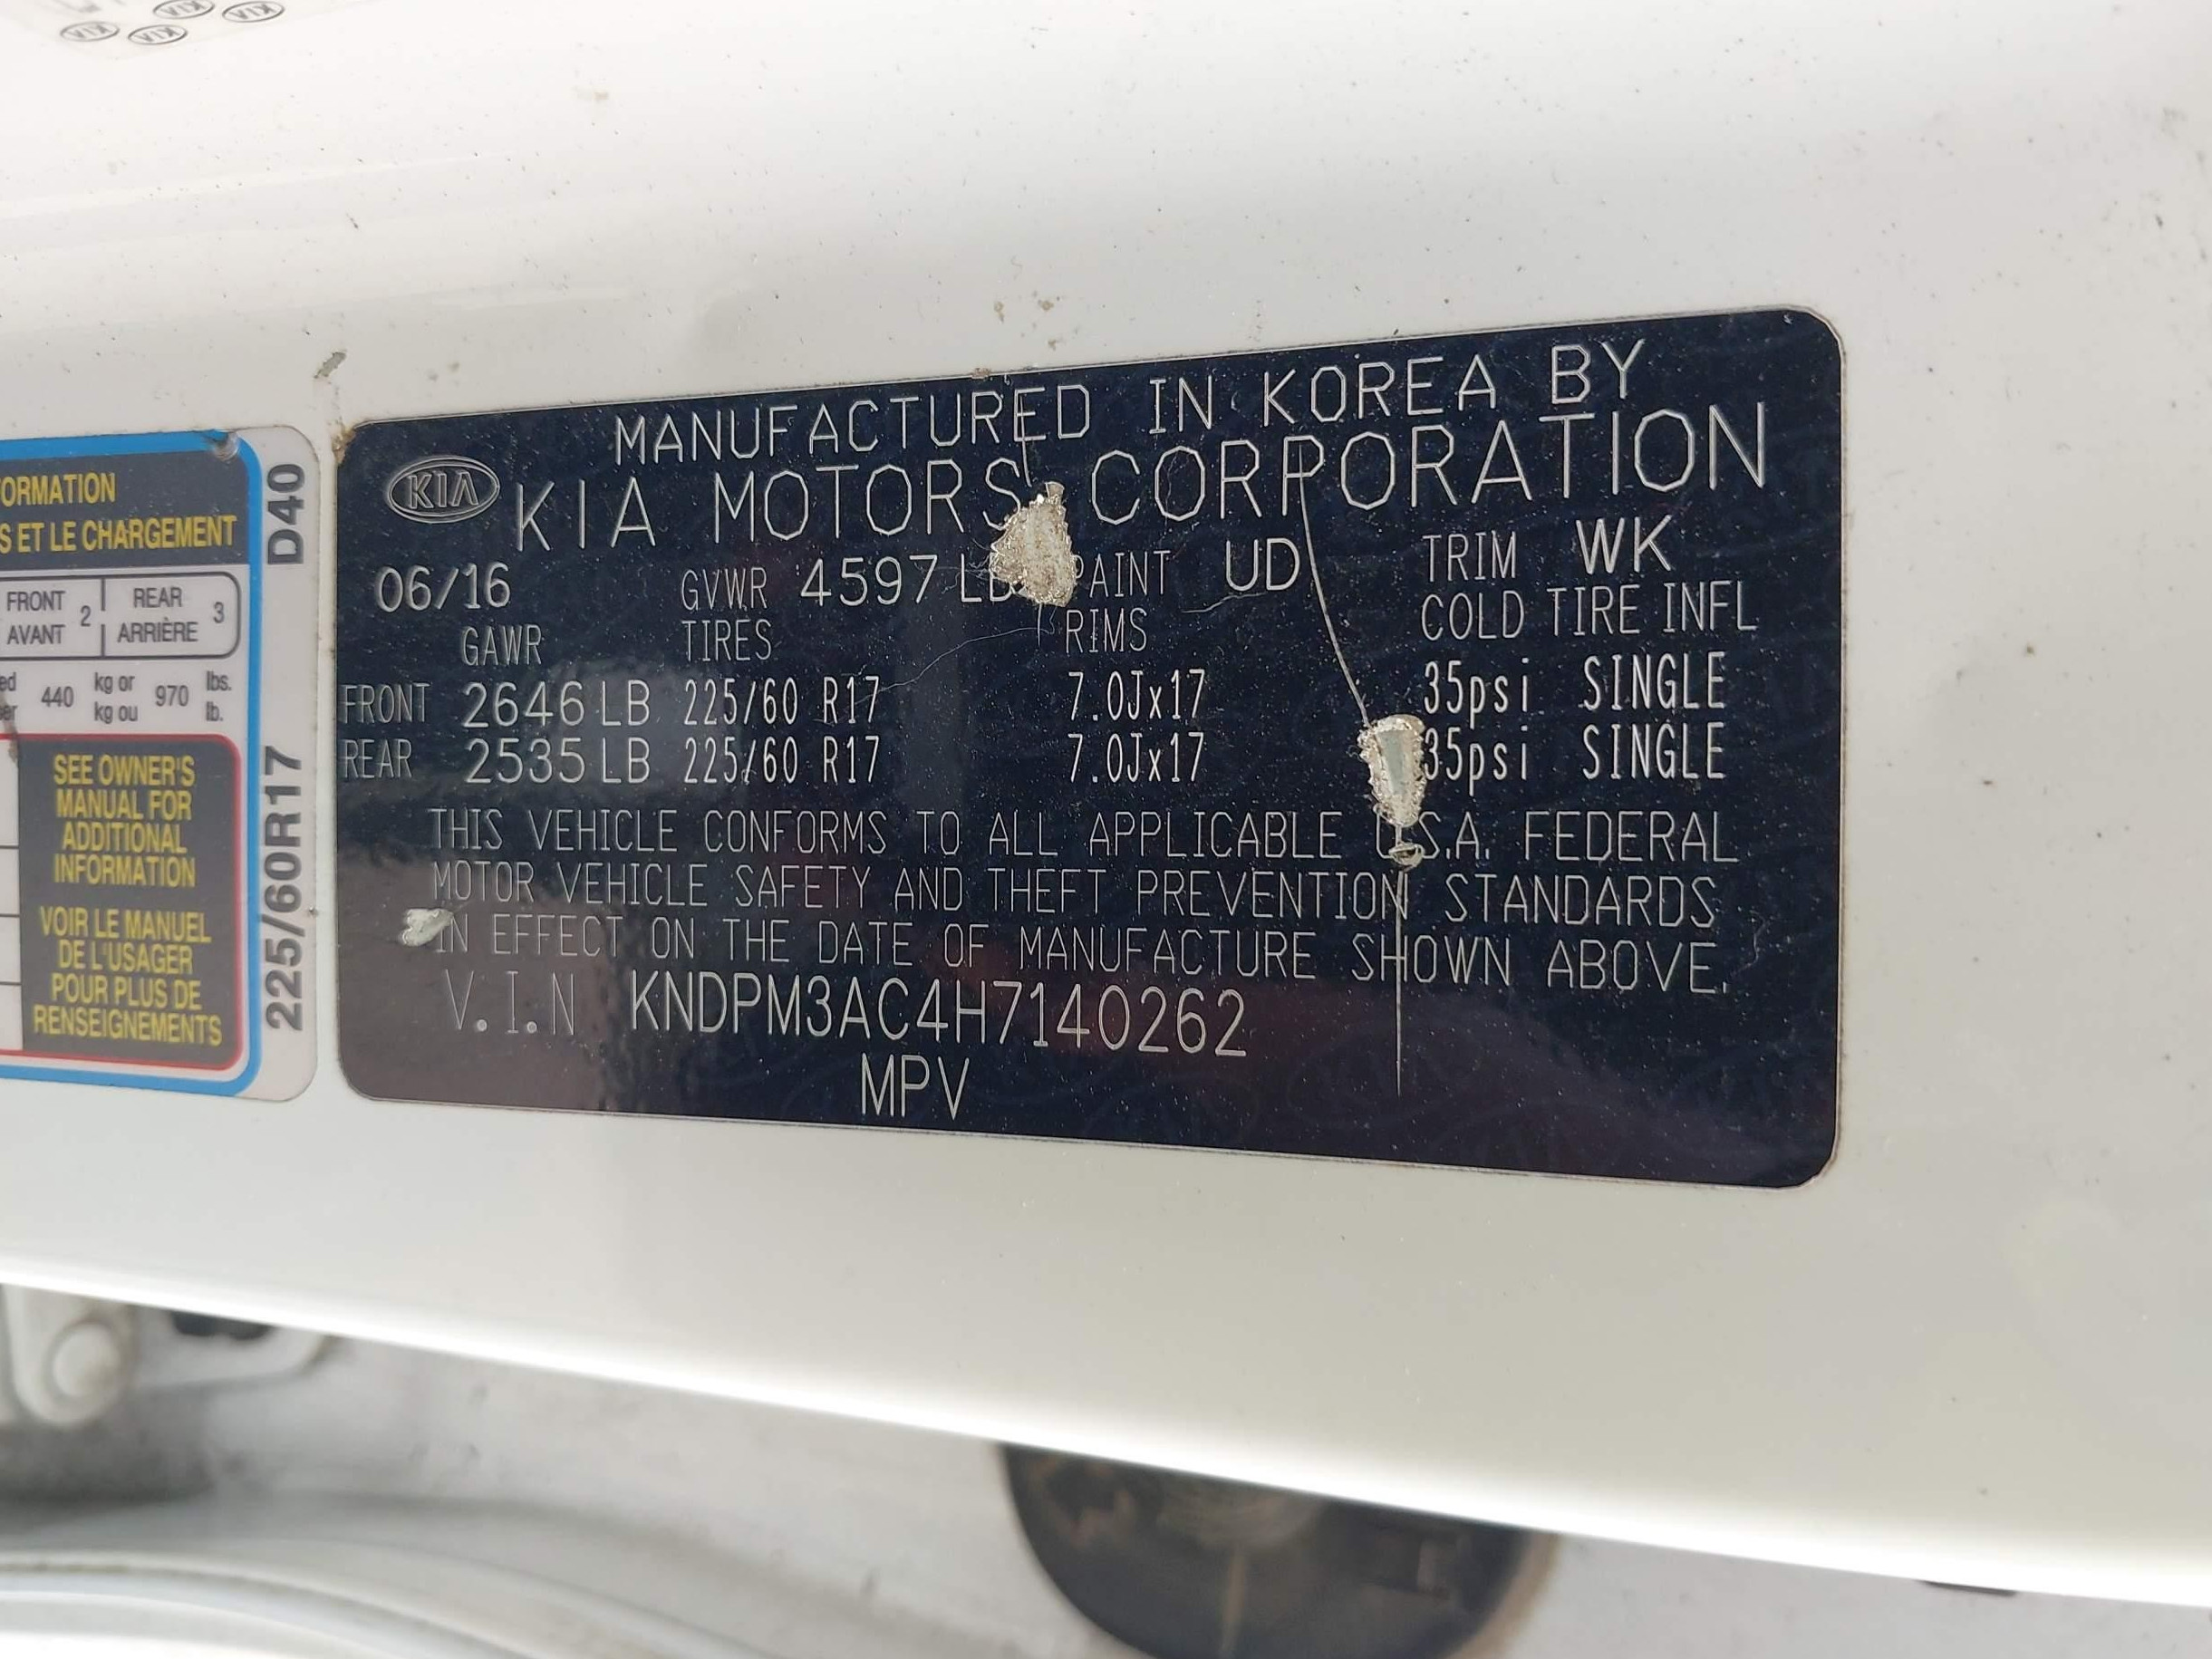 KIA KIA
KIA KIA
MANUFACTURED IN KOREA BY
KIA KIA MOTORS CORPORATION
06/16 GVWR 4597 LB PAINT UD TRIM WK
GAWR TIRES RIMS COLD TIRE INFL
FRONT 2646 LB 225/60 R17 7.0Jx17 35psi SINGLE
REAR 2535 LB 225/60 R17 7.0Jx17 35psi SINGLE
THIS VEHICLE CONFORMS TO ALL APPLICABLE U.S.A. FEDERAL
MOTOR VEHICLE SAFETY AND THEFT PREVENTION STANDARDS
IN EFFECT ON THE DATE OF MANUFACTURE SHOWN ABOVE.
V.I.N KNDPM3AC4H7140262
MPV
S ET LE CHARGEMENT
FRONT 2 REAR 3
AVANT ARRIÈRE
440 kg or 970 lbs.
kg ou lb.
SEE OWNER'S
MANUAL FOR
ADDITIONAL
INFORMATION
VOIR LE MANUEL
DE L'USAGER
POUR PLUS DE
RENSEIGNEMENTS
225/60R17 D40